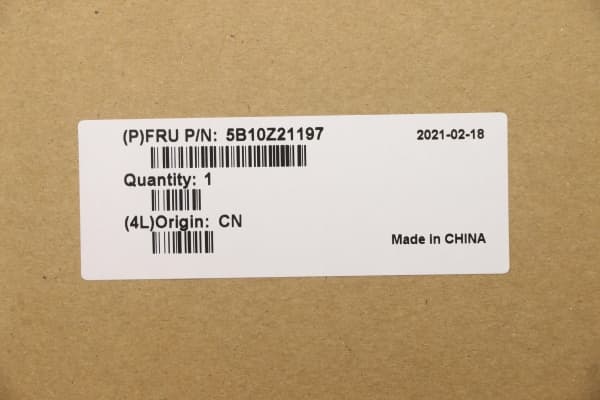 (P)FRU P/N: 5B10Z21197
2021-02-18
Quantity: 1
(4L)Origin: CN
Made in CHINA